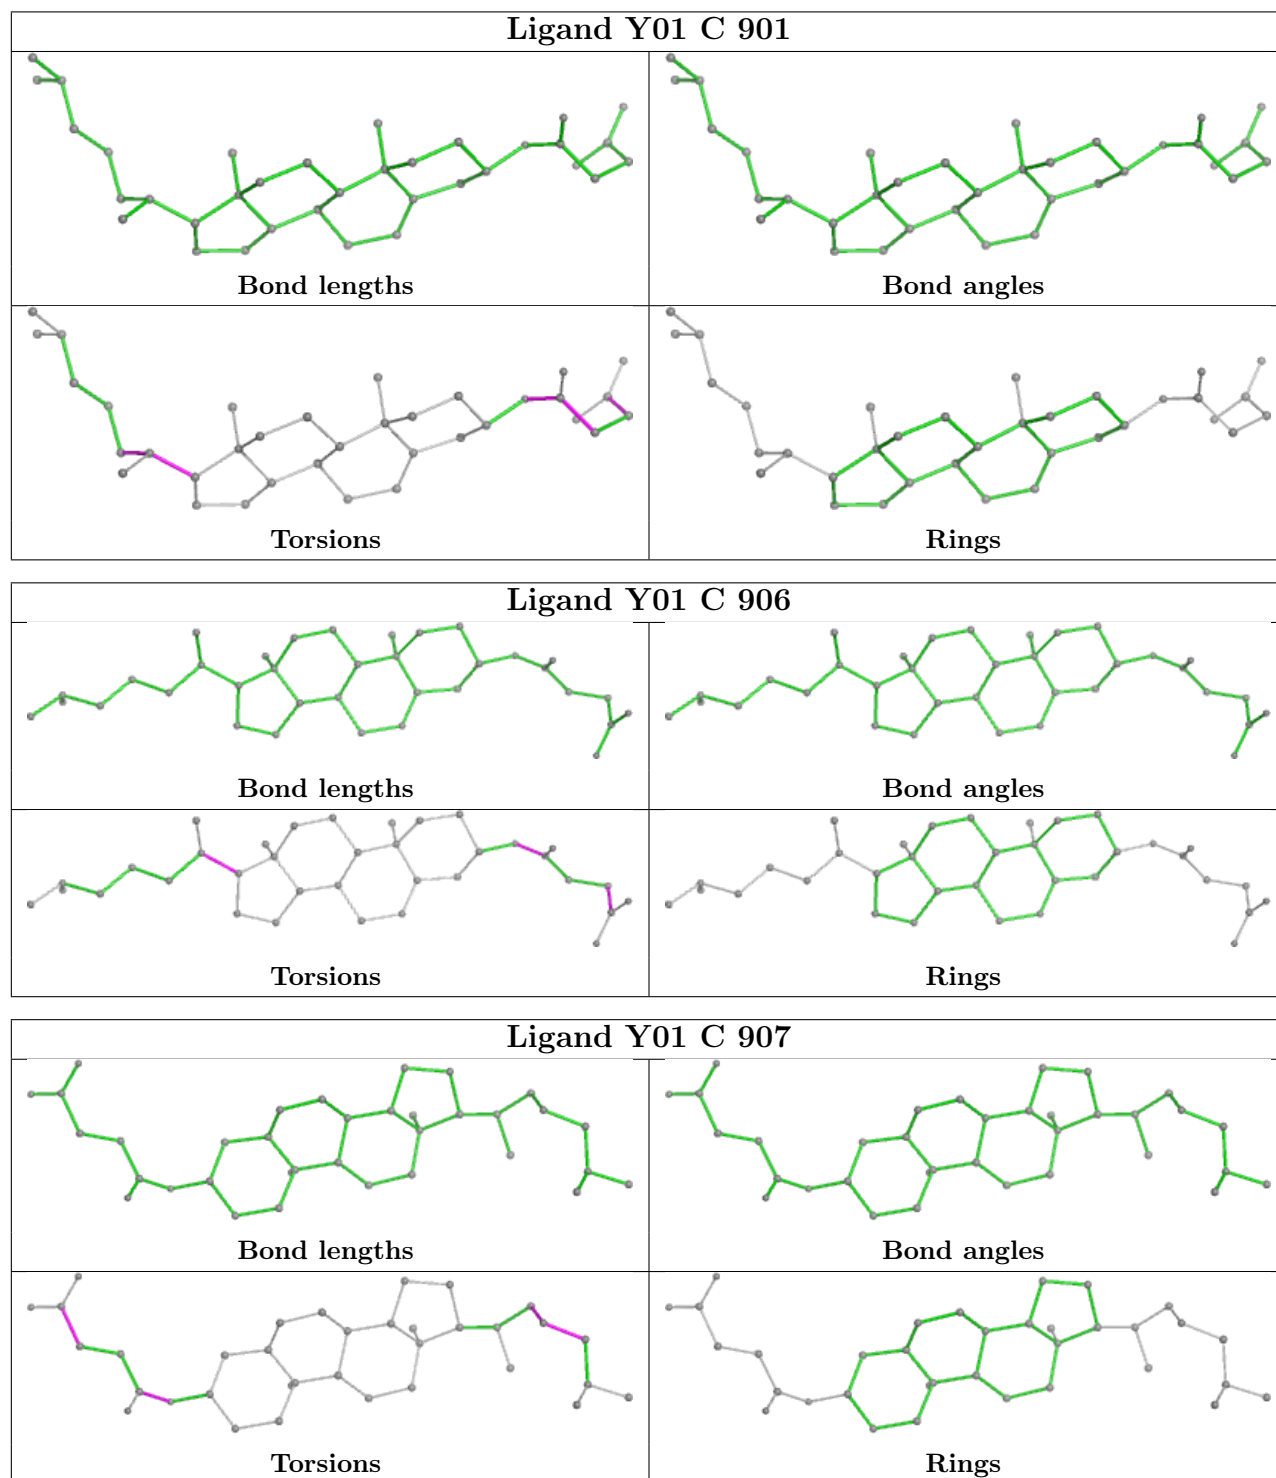 Ligand Y01 C 901
Bond lengths
Bond angles
Torsions
Rings
Ligand Y01 C 906
Bond lengths
Bond angles
Torsions
Rings
Ligand Y01 C 907
Bond lengths
Bond angles
Torsions
Rings